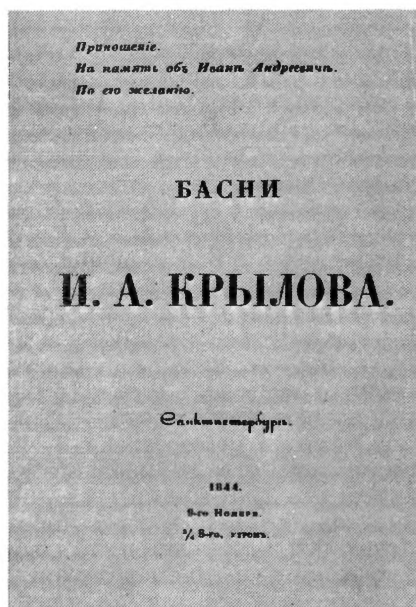 Приношеніе.
На память объ Иванѣ Андреевичѣ.
По его желанію.
БАСНИ
И. А. КРЫЛОВА.
Санктпетербургъ.
1844.
9-го Ноября.
¾ 8-го, утромъ.